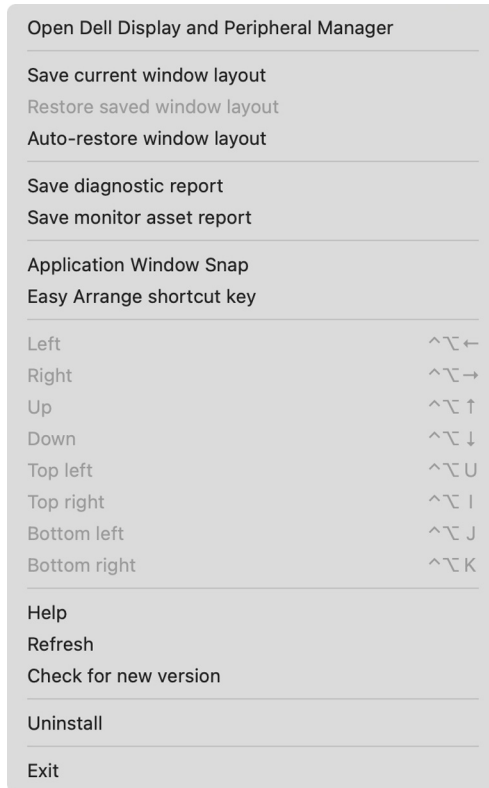 Open Dell Display and Peripheral Manager
Save current window layout
Restore saved window layout
Auto-restore window layout
Save diagnostic report
Save monitor asset report
Application Window Snap
Easy Arrange shortcut key
Left ^⌥←
Right ^⌥→
Up ^⌥↑
Down ^⌥↓
Top left ^⌥U
Top right ^⌥I
Bottom left ^⌥J
Bottom right ^⌥K
Help
Refresh
Check for new version
Uninstall
Exit